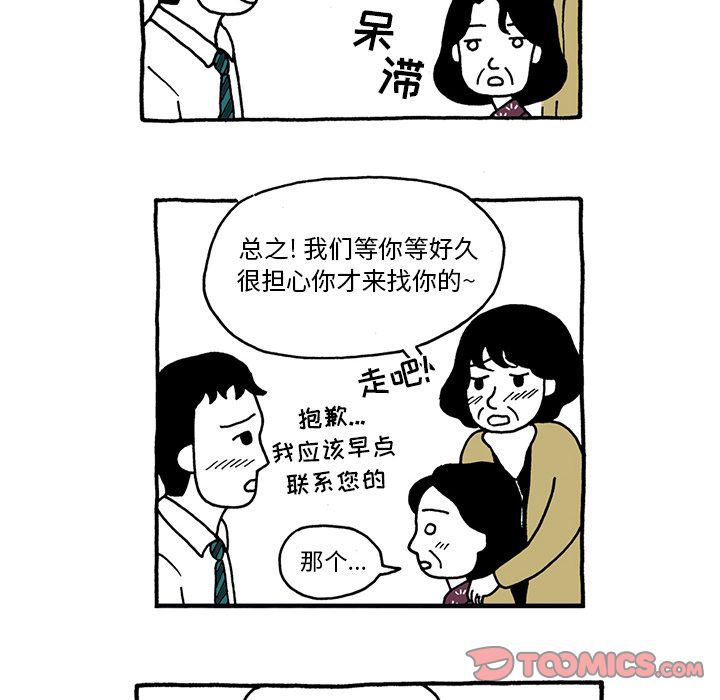 呆
滞
总之! 我们等你等好久
很担心你才来找你的~
走吧!
抱歉...
我应该早点
联系您的
那个...
TOOMICS.COM